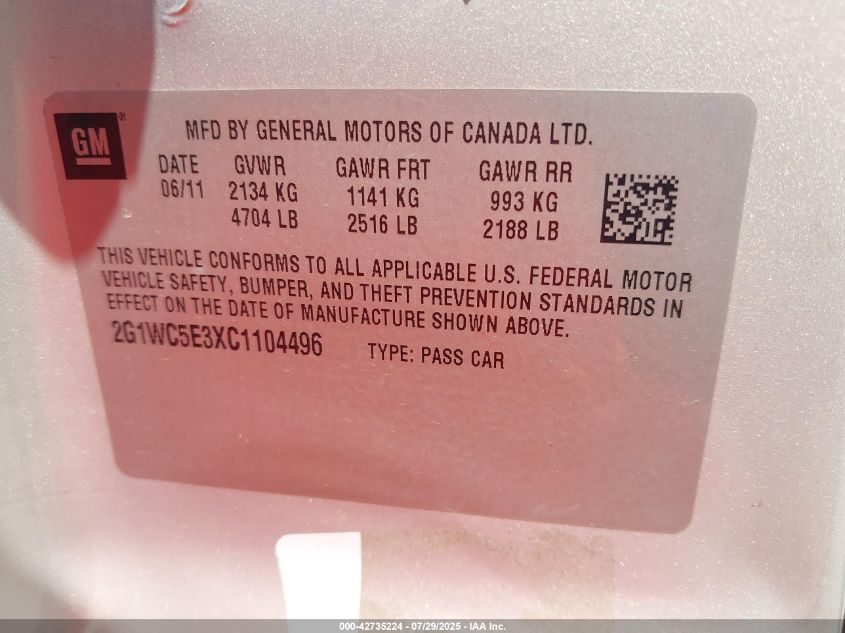 GM
MFD BY GENERAL MOTORS OF CANADA LTD.
DATE GVWR GAWR FRT GAWR RR
06/11 2134 KG 1141 KG 993 KG
4704 LB 2516 LB 2188 LB
THIS VEHICLE CONFORMS TO ALL APPLICABLE U.S. FEDERAL MOTOR
VEHICLE SAFETY, BUMPER, AND THEFT PREVENTION STANDARDS IN
EFFECT ON THE DATE OF MANUFACTURE SHOWN ABOVE.
2G1WC5E3XC1104496 TYPE: PASS CAR
000-42735224 - 07/29/2025 - IAA Inc.